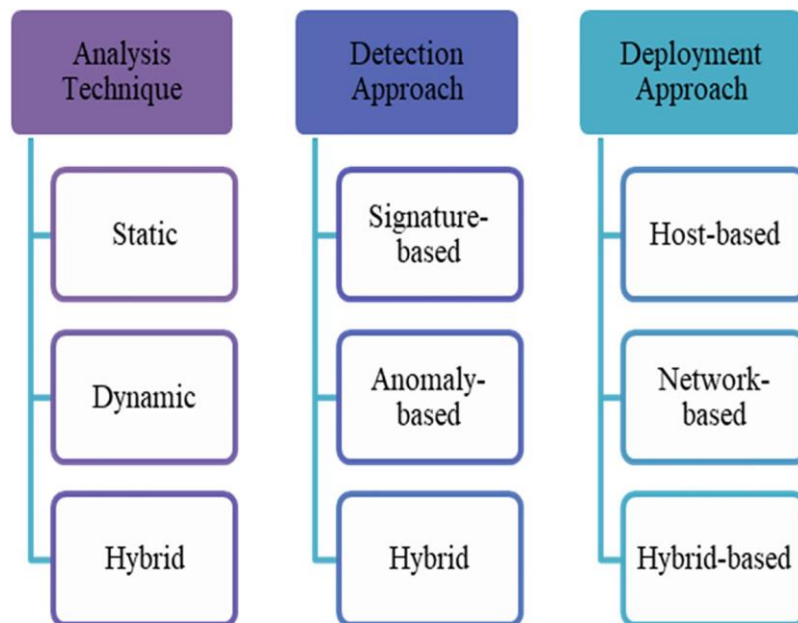 Analysis
Technique
Static
Dynamic
Hybrid
Detection
Approach
Signature-
based
Anomaly-
based
Hybrid
Deployment
Approach
Host-based
Network-
based
Hybrid-based